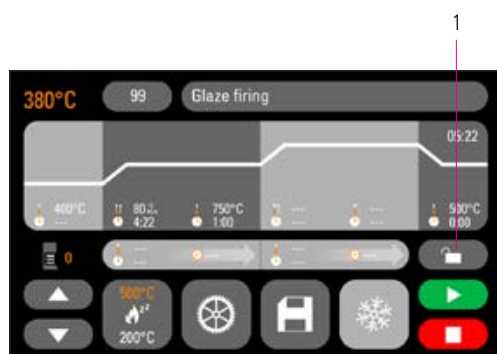 1
380°C 99 Glaze firing
05:22
400°C 80 750°C --- --- 500°C
--- 4:22 1:00 0:00
0 --- --- --- ---
500°C
200°C